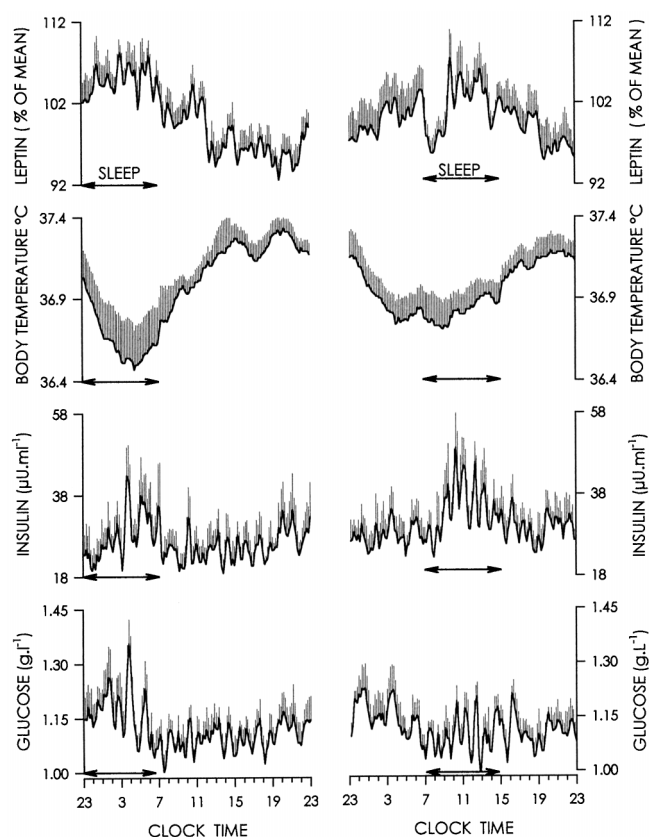 112
102
92
LEPTIN ( % OF MEAN)
SLEEP
112
102
92
LEPTIN ( % OF MEAN)
SLEEP
37.4
36.9
36.4
BODY TEMPERATURE ºC
37.4
36.9
36.4
BODY TEMPERATURE ºC
58
38
18
INSULIN (µU.ml⁻¹)
58
38
18
INSULIN (µU.ml⁻¹)
1.45
1.30
1.15
1.00
GLUCOSE (g.l⁻¹)
1.45
1.30
1.15
1.00
GLUCOSE (g.L⁻¹)
23 3 7 11 15 19 23
CLOCK TIME
23 3 7 11 15 19 23
CLOCK TIME